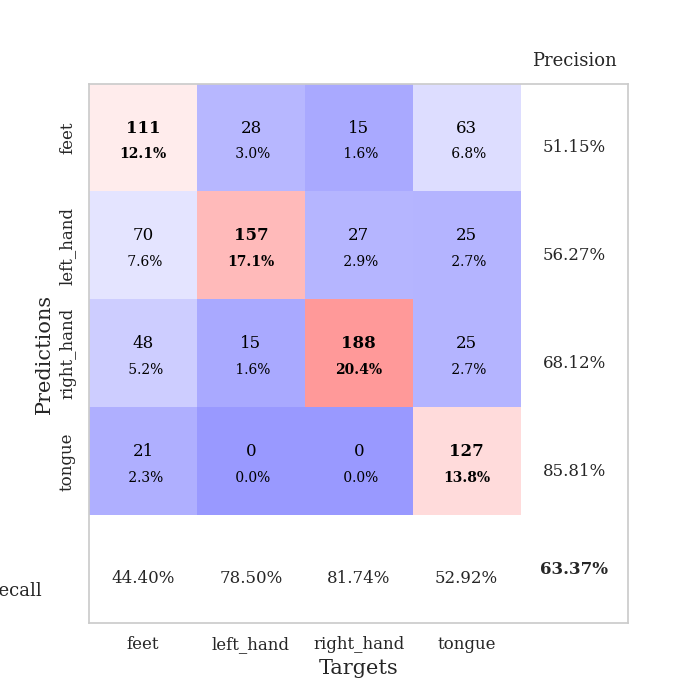 Precision
feet 111 28 15 63 51.15%
12.1% 3.0% 1.6% 6.8%
left_hand 70 157 27 25 56.27%
7.6% 17.1% 2.9% 2.7%
right_hand 48 15 188 25 68.12%
5.2% 1.6% 20.4% 2.7%
tongue 21 0 0 127 85.81%
2.3% 0.0% 0.0% 13.8%
Predictions
ecall 44.40% 78.50% 81.74% 52.92% 63.37%
feet left_hand right_hand tongue
Targets